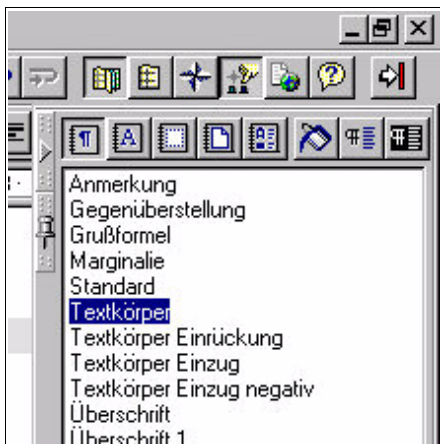 Anmerkung
Gegenüberstellung
Grußformel
Marginalie
Standard
Textkörper
Textkörper Einrückung
Textkörper Einzug
Textkörper Einzug negativ
Überschrift
Überschrift 1